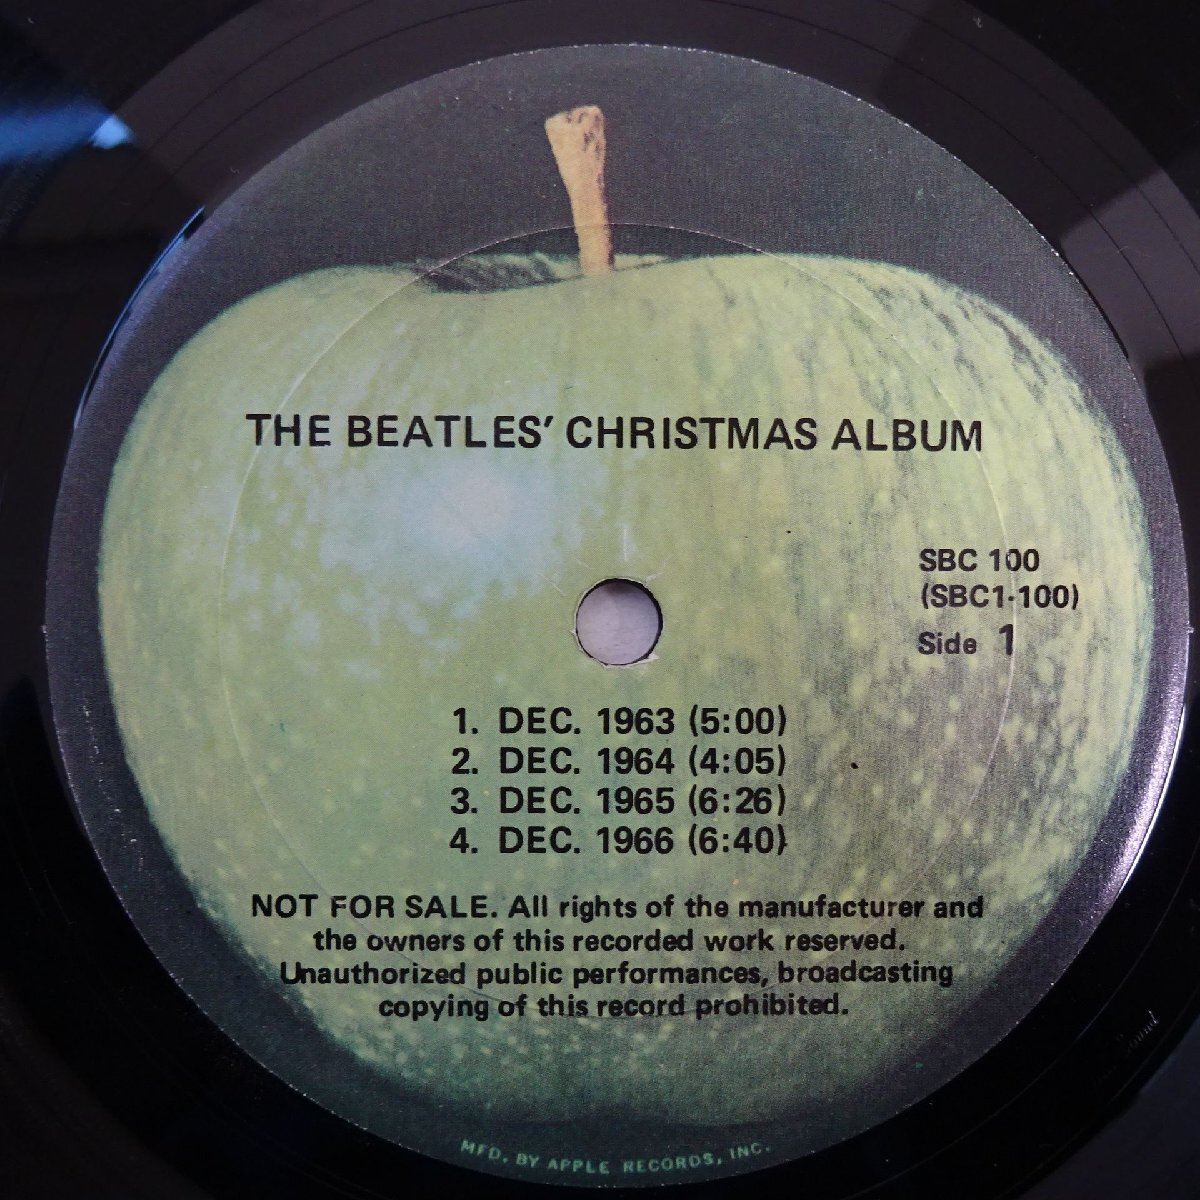 THE BEATLES’ CHRISTMAS ALBUM
SBC 100
(SBC1-100)
Side 1
1. DEC. 1963 (5:00)
2. DEC. 1964 (4:05)
3. DEC. 1965 (6:26)
4. DEC. 1966 (6:40)
NOT FOR SALE. All rights of the manufacturer and
the owners of this recorded work reserved.
Unauthorized public performances, broadcasting
copying of this record prohibited.
MFD. BY APPLE RECORDS, INC.